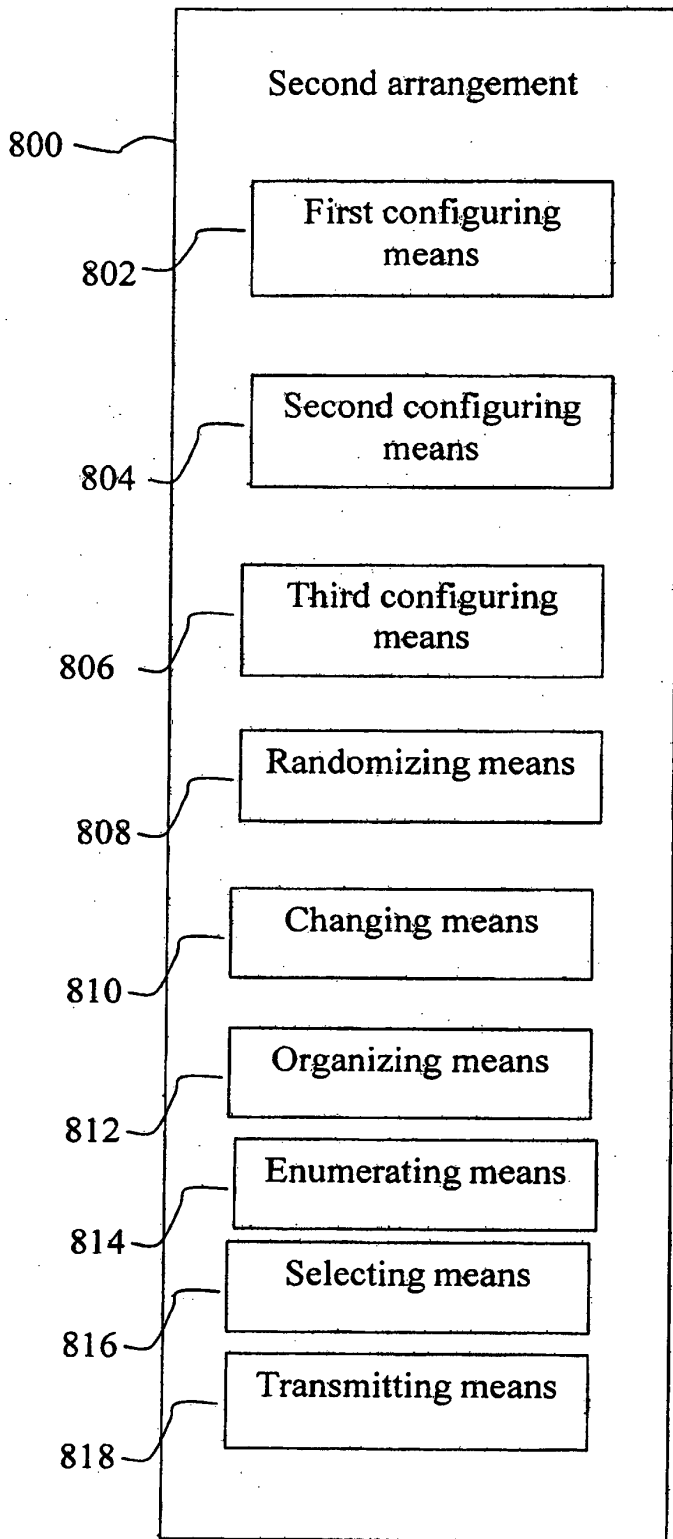 Second arrangement
800
First configuring
means
802
Second configuring
means
804
Third configuring
means
806
Randomizing means
808
Changing means
810
Organizing means
812
Enumerating means
814
Selecting means
816
Transmitting means
818